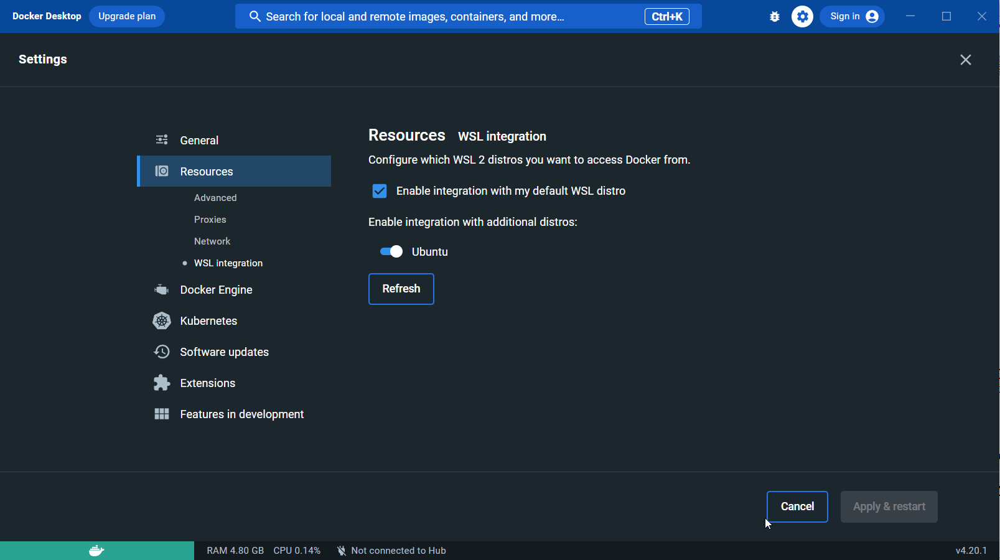 Docker Desktop Upgrade plan Search for local and remote images, containers, and more... Ctrl+K Sign in
Settings
General
Resources
Advanced
Proxies
Network
WSL integration
Docker Engine
Kubernetes
Software updates
Extensions
Features in development
Resources WSL integration
Configure which WSL 2 distros you want to access Docker from.
Enable integration with my default WSL distro
Enable integration with additional distros:
Ubuntu
Refresh
Cancel Apply & restart
RAM 4.80 GB CPU 0.14% Not connected to Hub v4.20.1